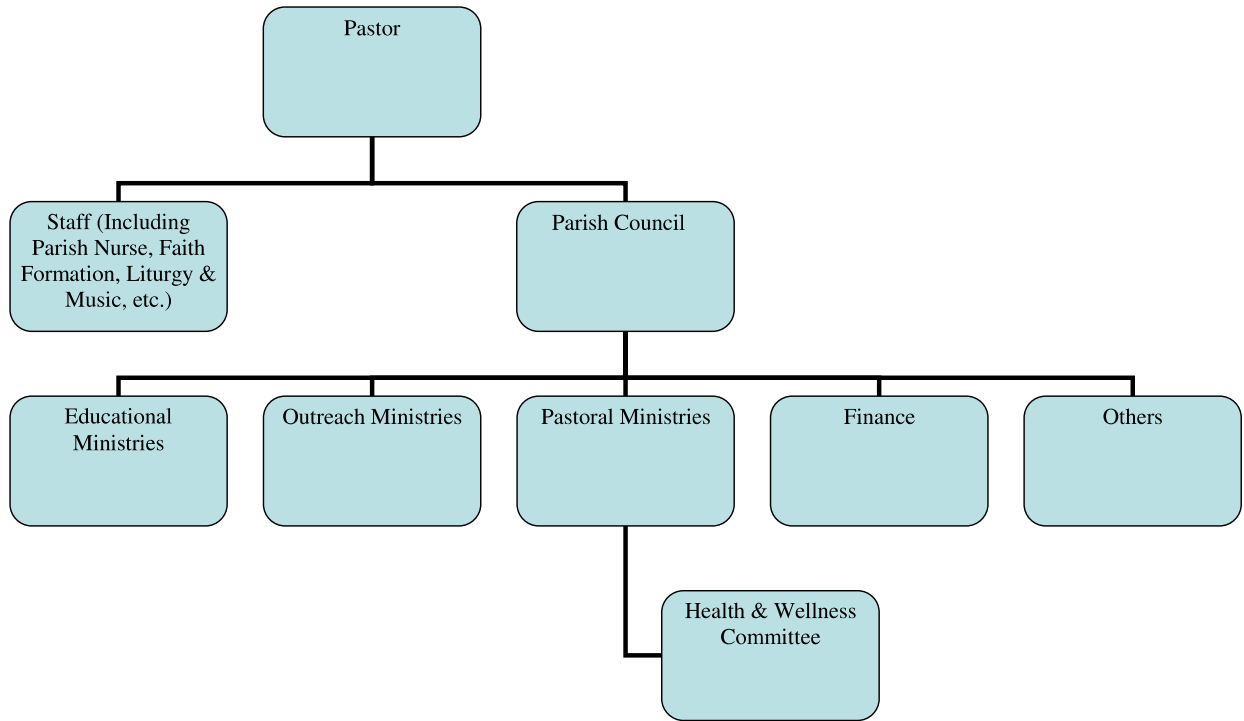 Pastor
Staff (Including
Parish Nurse, Faith
Formation, Liturgy &
Music, etc.)
Parish Council
Educational
Ministries
Outreach Ministries
Pastoral Ministries
Finance
Others
Health & Wellness
Committee